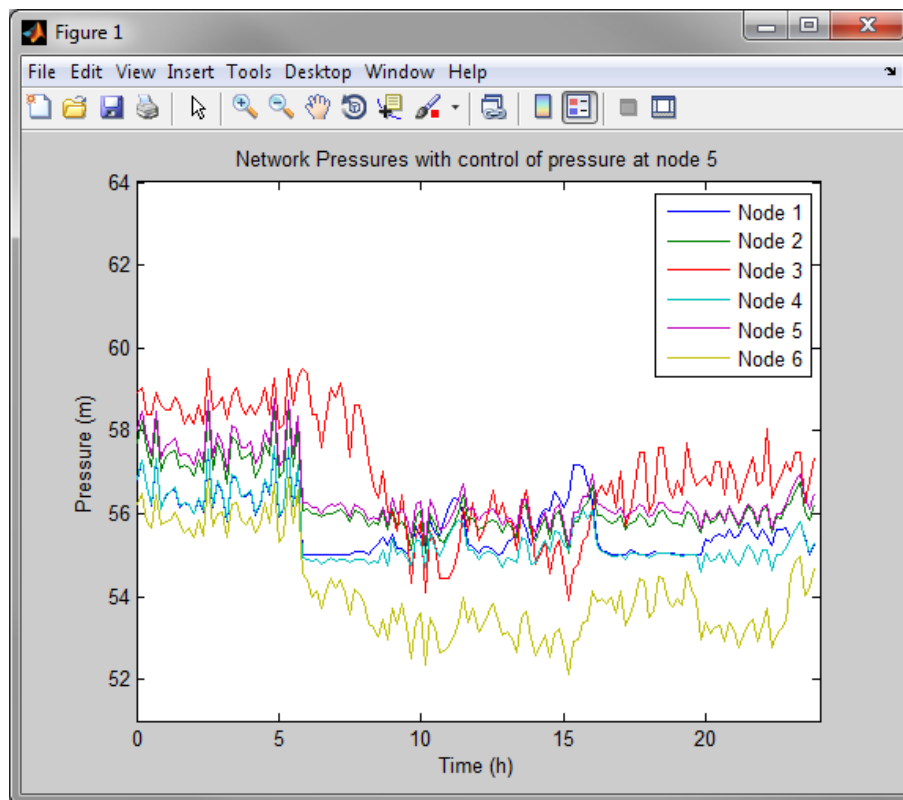 Figure 1
File Edit View Insert Tools Desktop Window Help
Network Pressures with control of pressure at node 5
64
62
60
58
56
54
52
Pressure (m)
Node 1
Node 2
Node 3
Node 4
Node 5
Node 6
0 5 10 15 20
Time (h)